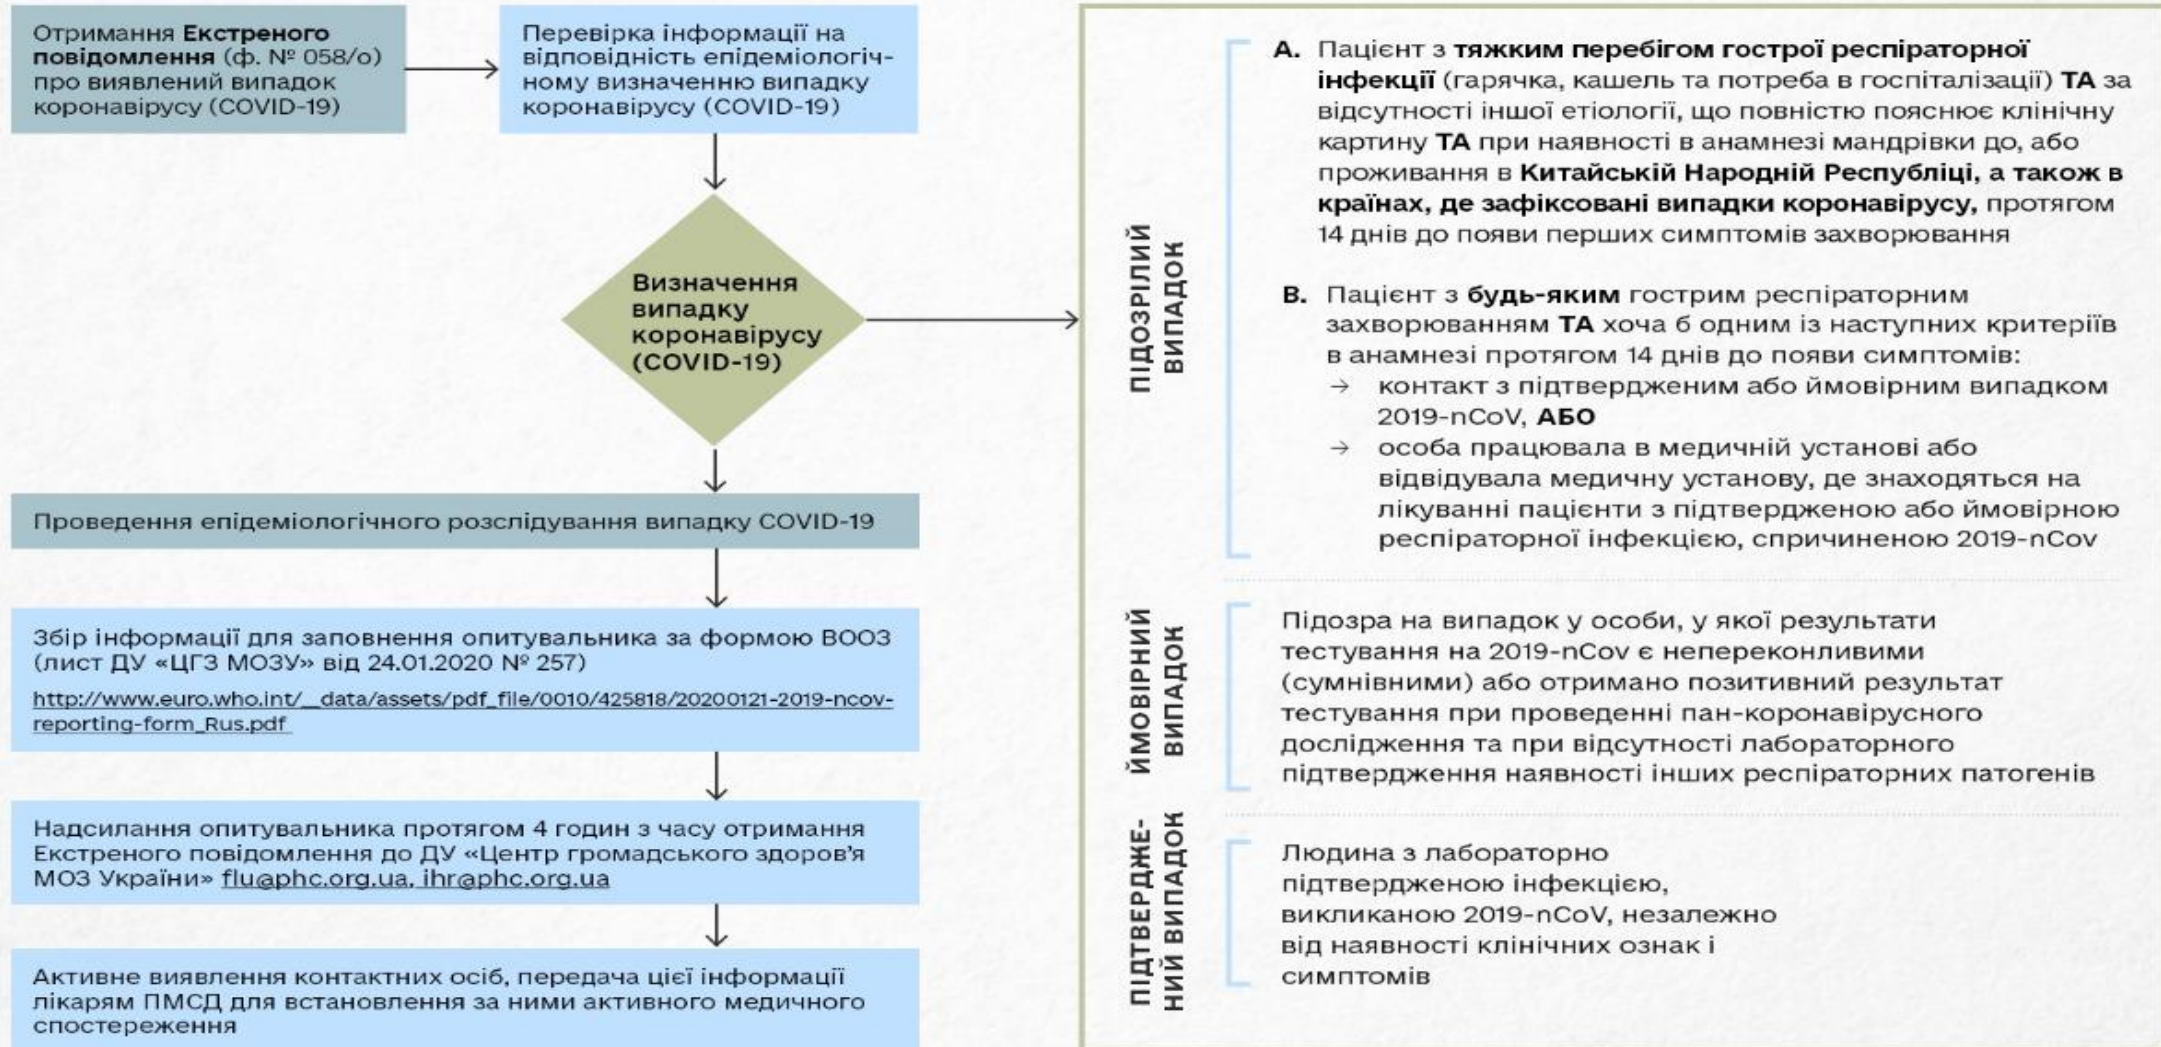 Отримання Екстреного
повідомлення (ф. № 058/о)
про виявлений випадок
коронавірусу (COVID-19)
Перевірка інформації на
відповідність епідеміологіч-
ному визначенню випадку
коронавірусу (COVID-19)
Визначення
випадку
коронавірусу
(COVID-19)
Проведення епідеміологічного розслідування випадку COVID-19
Збір інформації для заповнення опитувальника за формою ВООЗ
(лист ДУ «ЦГЗ МОЗУ» від 24.01.2020 № 257)
http://www.euro.who.int/__data/assets/pdf_file/0010/425818/20200121-2019-ncov-
reporting-form_Rus.pdf
Надсилання опитувальника протягом 4 годин з часу отримання
Екстреного повідомлення до ДУ «Центр громадського здоров'я
МОЗ України» flu@phc.org.ua, ihr@phc.org.ua
Активне виявлення контактних осіб, передача цієї інформації
лікарям ПМСД для встановлення за ними активного медичного
спостереження
ПІДОЗРІЛИЙ
ВИПАДОК
А. Пацієнт з тяжким перебігом гострої респіраторної
інфекції (гарячка, кашель та потреба в госпіталізації) ТА за
відсутності іншої етіології, що повністю пояснює клінічну
картину ТА при наявності в анамнезі мандрівки до, або
проживання в Китайській Народній Республіці, а також в
країнах, де зафіксовані випадки коронавірусу, протягом
14 днів до появи перших симптомів захворювання
В. Пацієнт з будь-яким гострим респіраторним
захворюванням ТА хоча б одним із наступних критеріїв
в анамнезі протягом 14 днів до появи симптомів:
→ контакт з підтвердженим або ймовірним випадком
2019-nCoV, АБО
→ особа працювала в медичній установі або
відвідувала медичну установу, де знаходяться на
лікуванні пацієнти з підтвердженою або ймовірною
респіраторної інфекцією, спричиненою 2019-nCov
ЙМОВІРНИЙ
ВИПАДОК
Підозра на випадок у особи, у якої результати
тестування на 2019-nCov є непереконливими
(сумнівними) або отримано позитивний результат
тестування при проведенні пан-коронавірусного
дослідження та при відсутності лабораторного
підтвердження наявності інших респіраторних патогенів
ПІДТВЕРДЖЕ-
НИЙ ВИПАДОК
Людина з лабораторно
підтвердженою інфекцією,
викликаною 2019-nCoV, незалежно
від наявності клінічних ознак і
симптомів